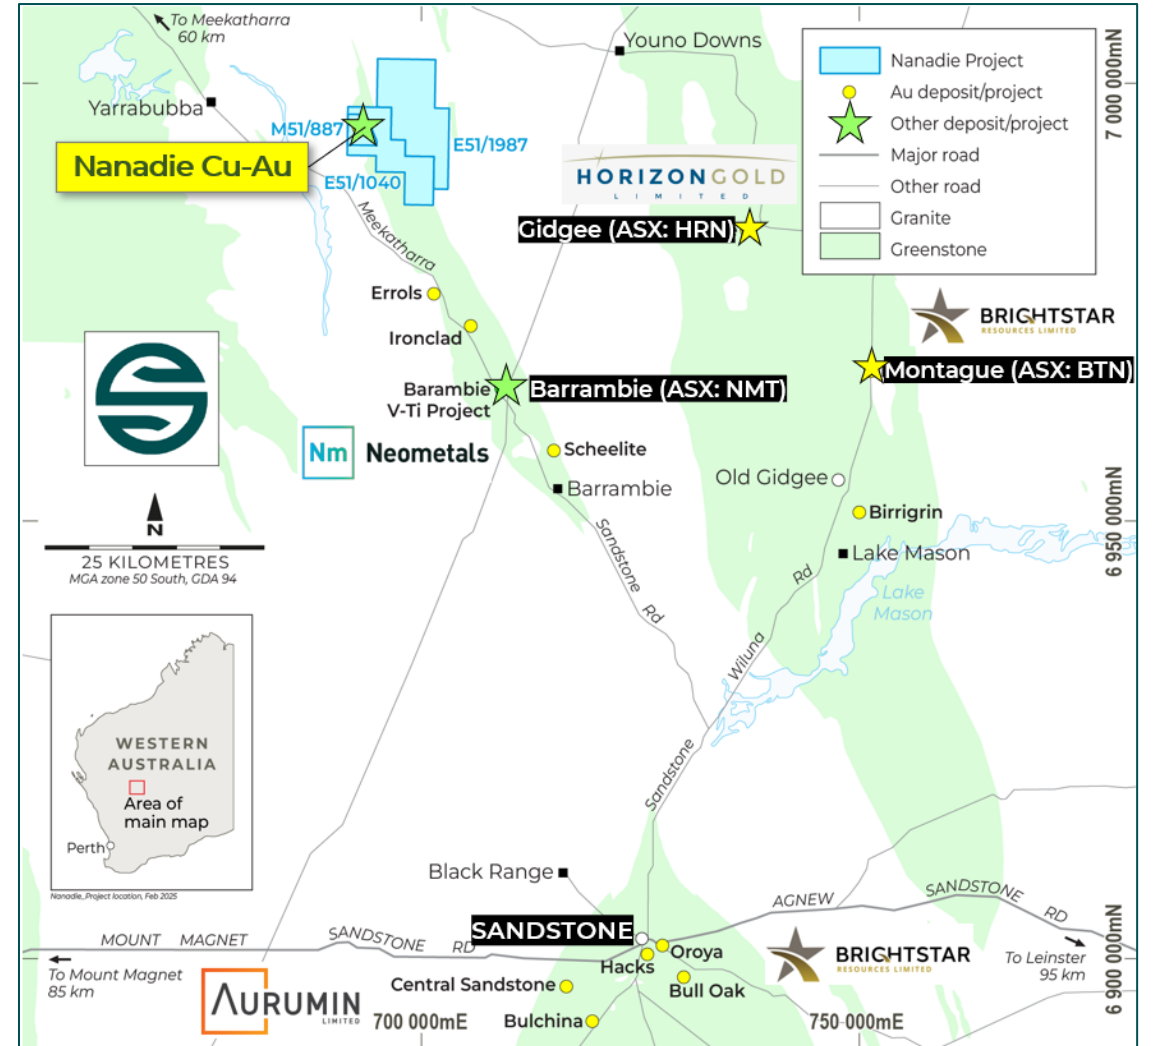 To Meekatharra
60 km
Youno Downs
Yarrabubba
M51/887
E51/1987
Nanadie Cu-Au
E51/1040
Nanadie Project
Au deposit/project
Other deposit/project
Major road
Other road
Granite
Greenstone
7 000 000mN
HORIZON GOLD
LIMITED
Gidgee (ASX: HRN)
Meekatharra
Errols
Ironclad
BRIGHTSTAR
RESOURCES LIMITED
Montague (ASX: BTN)
Barambie
V-Ti Project
Barrambie (ASX: NMT)
Nm Neometals
Scheelite
Barrambie
Old Gidgee
Birrigrin
Lake Mason
6 950 000mN
N
25 KILOMETRES
MGA zone 50 South, GDA 94
Sandstone
Rd
Rd
Lake
Mason
Wiluna
Sandstone
WESTERN
AUSTRALIA
Area of
main map
Perth
Nanadie_Project location, Feb 2025
Black Range
AGNEW
SANDSTONE
RD
SANDSTONE
MOUNT MAGNET
SANDSTONE
RD
Oroya
Hacks
Bull Oak
Central Sandstone
Bulchina
To Mount Magnet
85 km
AURUMIN
LIMITED
BRIGHTSTAR
RESOURCES LIMITED
To Leinster
95 km
6 900 000mN
700 000mE
750 000mE